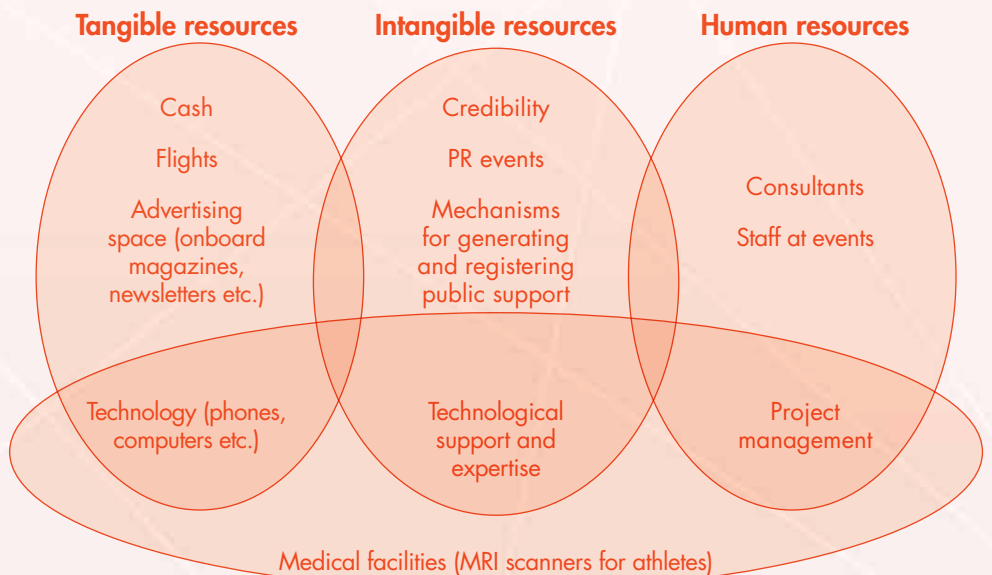 Tangible resources
Intangible resources
Human resources
Cash
Flights
Advertising
space (onboard
magazines,
newsletters etc.)
Credibility
PR events
Mechanisms
for generating
and registering
public support
Consultants
Staff at events
Technology (phones,
computers etc.)
Technological
support and
expertise
Project
management
Medical facilities (MRI scanners for athletes)